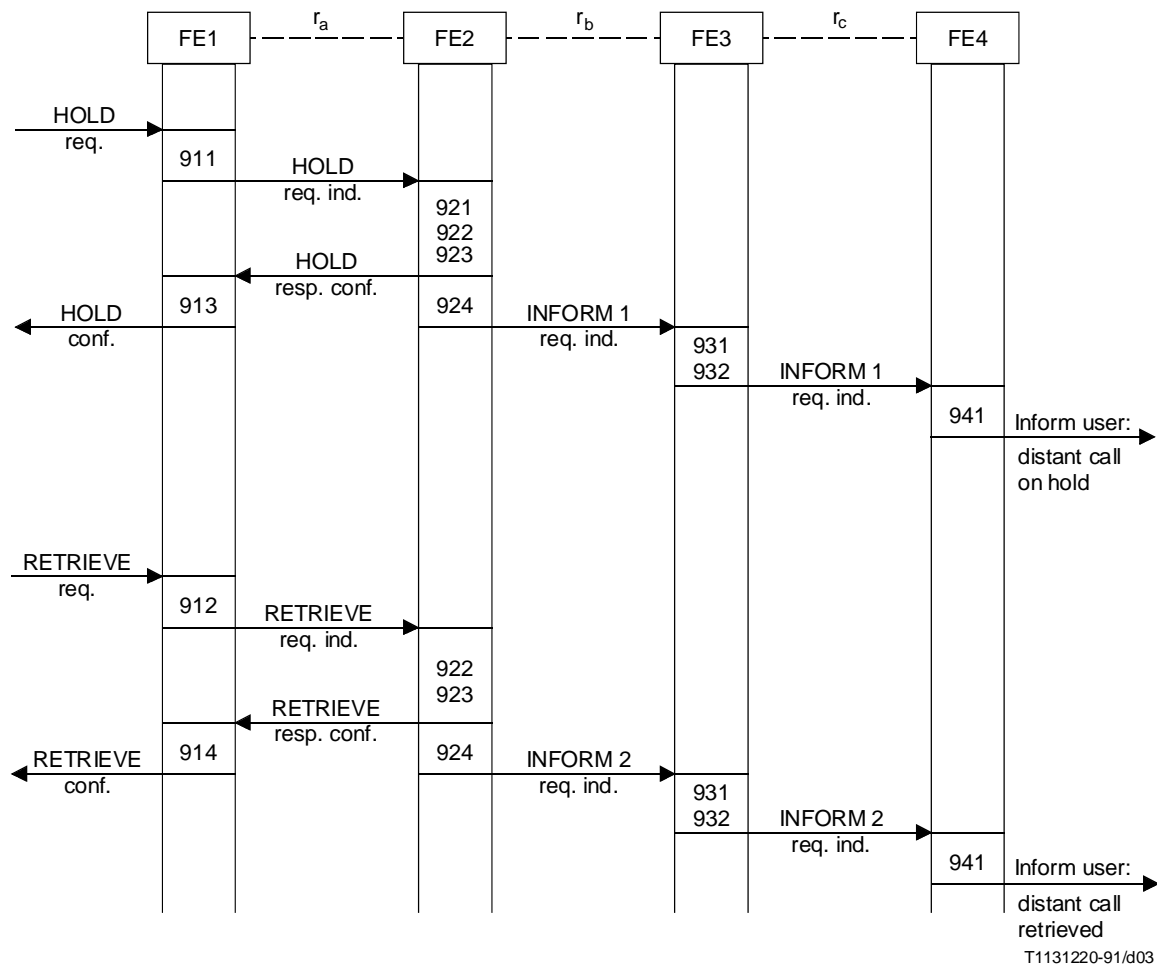 FE1 ra FE2 rb FE3 rc FE4
HOLD
req.
911
HOLD
req. ind.
921
922
923
HOLD
resp. conf.
913
HOLD
conf.
924
INFORM 1
req. ind.
931
932
INFORM 1
req. ind.
941
Inform user:
distant call
on hold
RETRIEVE
req.
912
RETRIEVE
req. ind.
922
923
RETRIEVE
resp. conf.
914
RETRIEVE
conf.
924
INFORM 2
req. ind.
931
932
INFORM 2
req. ind.
941
Inform user:
distant call
retrieved
T1131220-91/d03